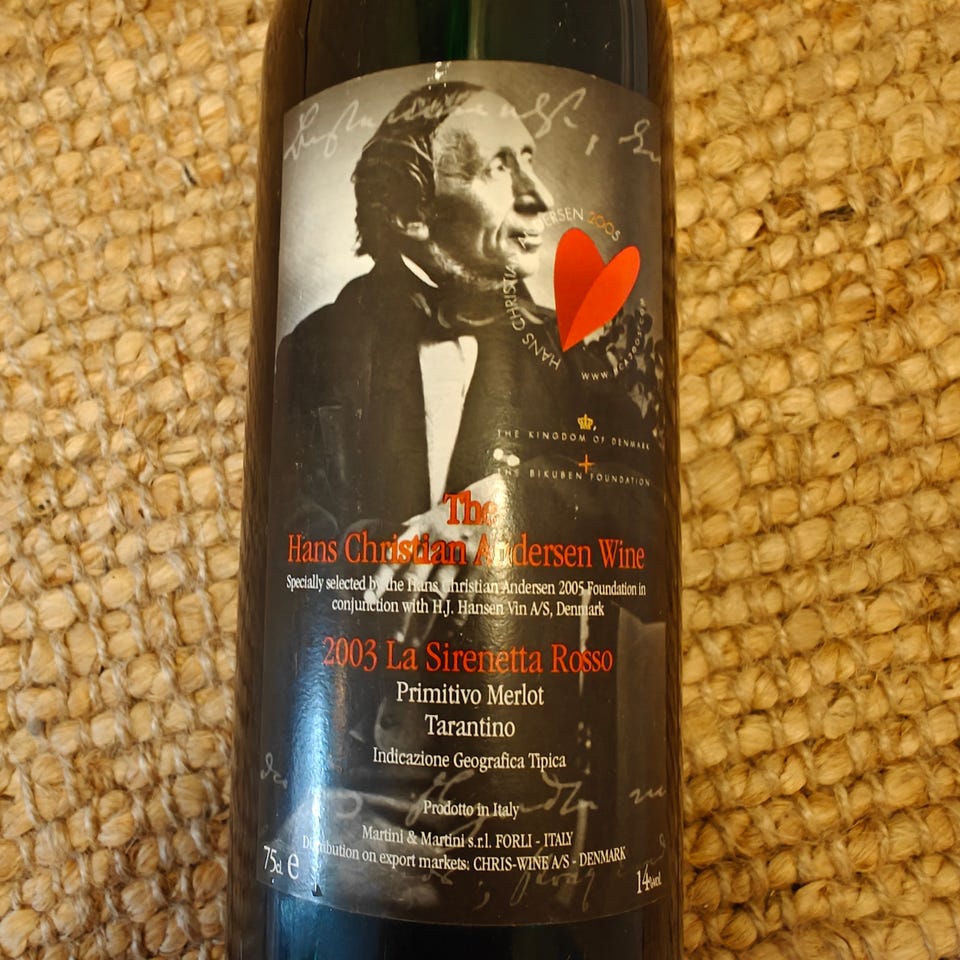 HANS CHRISTIAN ANDERSEN 2005
THE KINGDOM OF DENMARK
THE BIKUBEN FOUNDATION
The
Hans Christian Andersen Wine
Specially selected by the Hans Christian Andersen 2005 Foundation in
conjunction with H.J. Hansen Vin A/S, Denmark
2003 La Sirenetta Rosso
Primitivo Merlot
Tarantino
Indicazione Geografica Tipica
Prodotto in Italy
Martini & Martini s.r.l. FORLI - ITALY
Distribution on export markets: CHRIS-WINE A/S - DENMARK
75cl e
14%vol